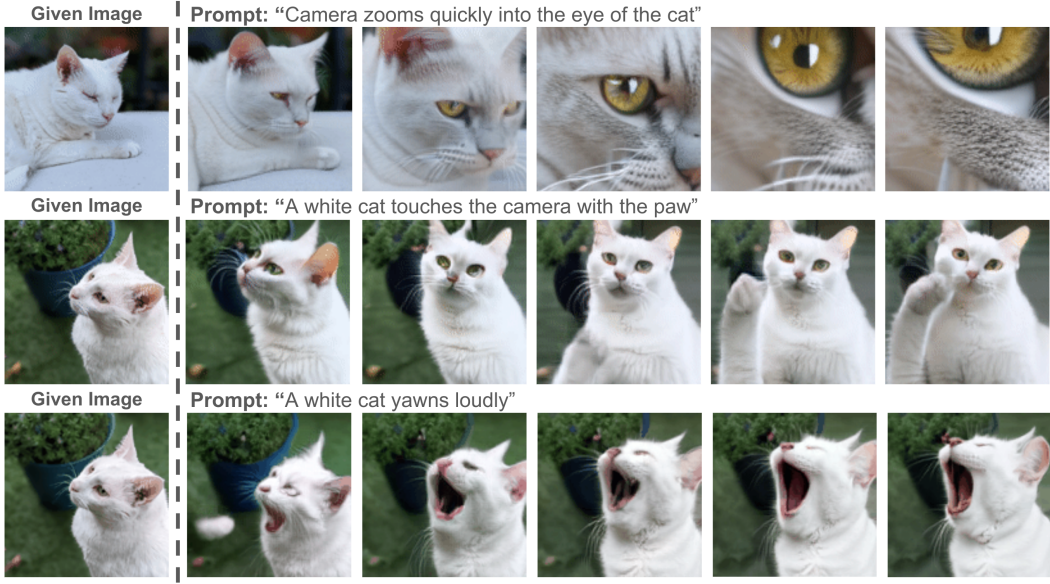 Given Image
Prompt: “Camera zooms quickly into the eye of the cat”
Given Image
Prompt: “A white cat touches the camera with the paw”
Given Image
Prompt: “A white cat yawns loudly”